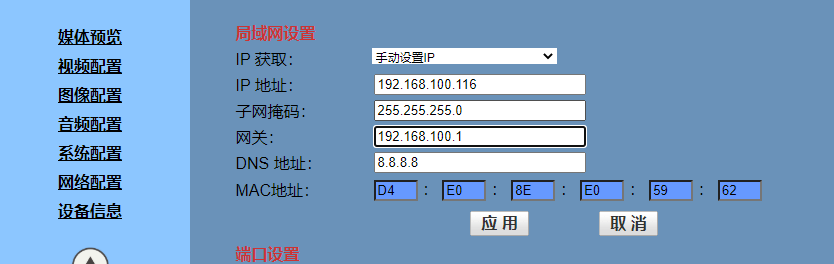 媒体预览
视频配置
图像配置
音频配置
系统配置
网络配置
设备信息
局域网设置
IP 获取： 手动设置IP
IP 地址： 192.168.100.116
子网掩码： 255.255.255.0
网关： 192.168.100.1
DNS 地址： 8.8.8.8
MAC地址： D4 : E0 : 8E : E0 : 59 : 62
应用 取消
端口设置